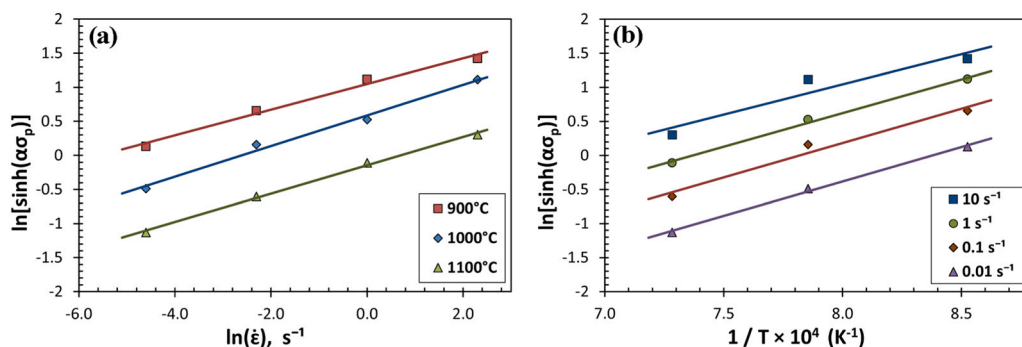 (a)
ln[sinh(ασₚ)]
2
1.5
1
0.5
0
-0.5
-1
-1.5
-2
-6.0 -4.0 -2.0 0.0 2.0
ln(ε̇), s⁻¹
900°C
1000°C
1100°C
(b)
ln[sinh(ασₚ)]
2
1.5
1
0.5
0
-0.5
-1
-1.5
-2
7.0 7.5 8.0 8.5
1 / T × 10⁴ (K⁻¹)
10 s⁻¹
1 s⁻¹
0.1 s⁻¹
0.01 s⁻¹